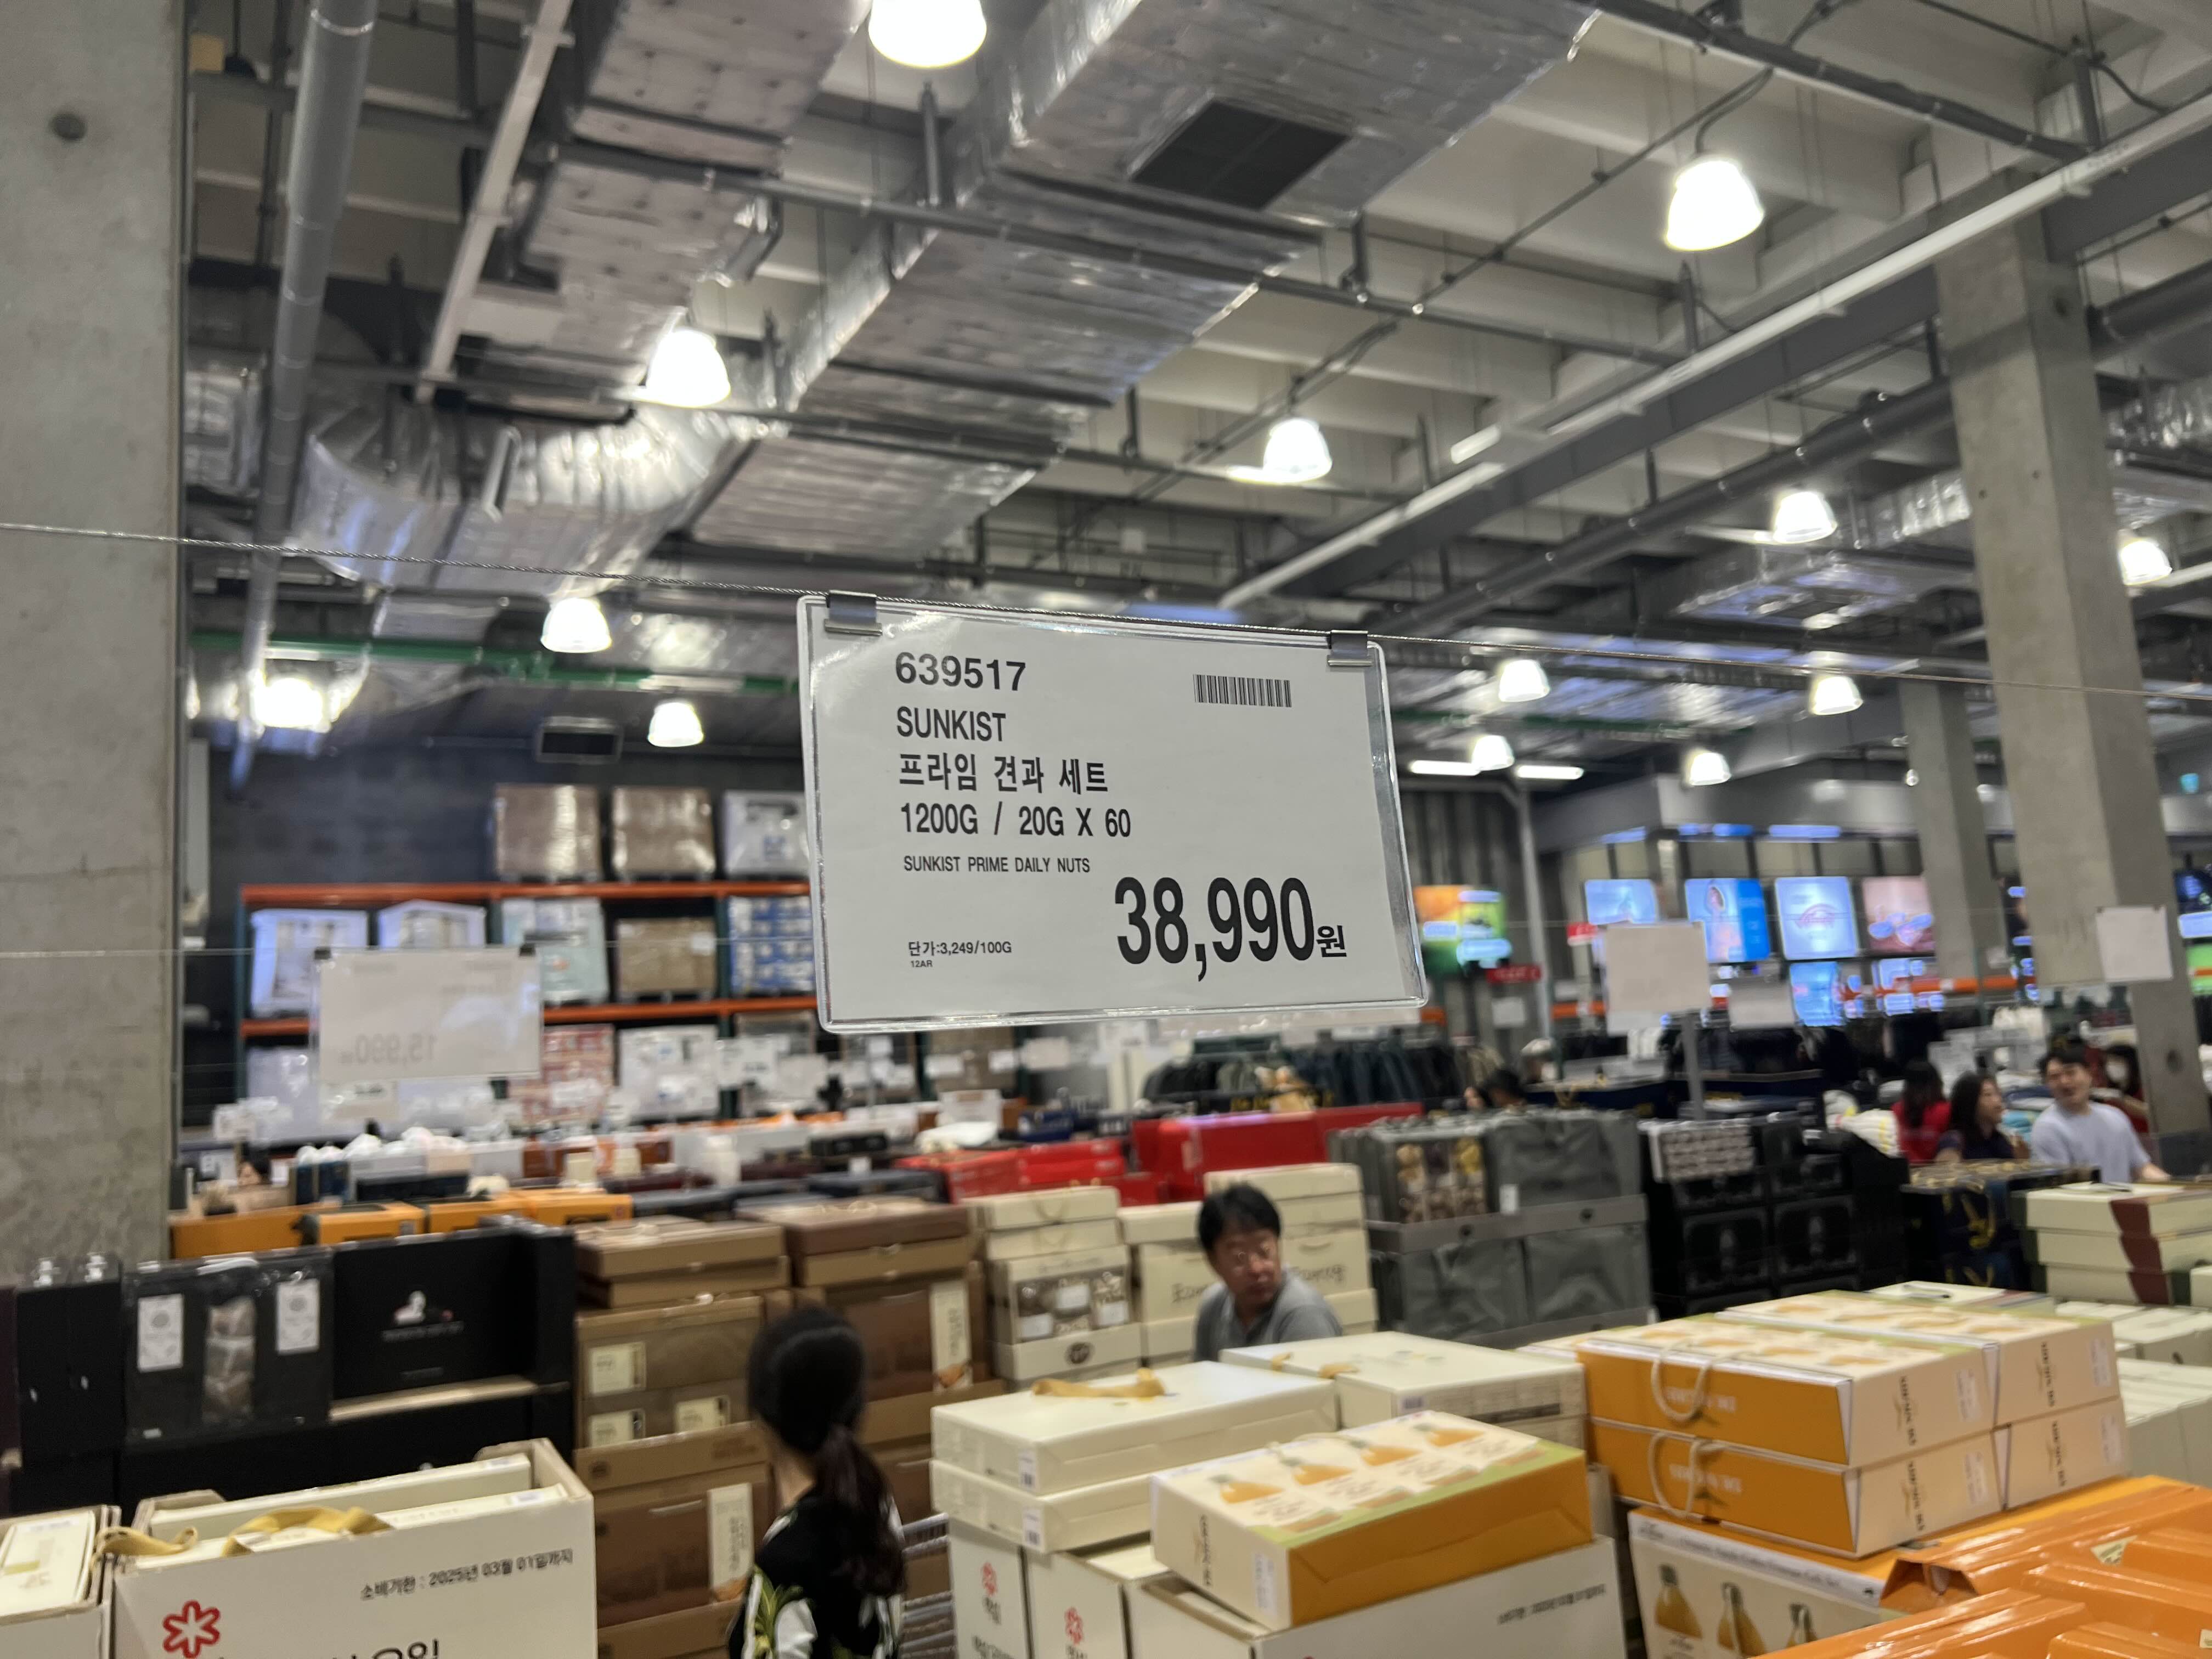 639517
SUNKIST
프라임 견과 세트
1200G / 20G X 60
SUNKIST PRIME DAILY NUTS
38,990원
단가:3,249/100G
12AR
15,990
소비기한 : 2025년 03월 01일까지